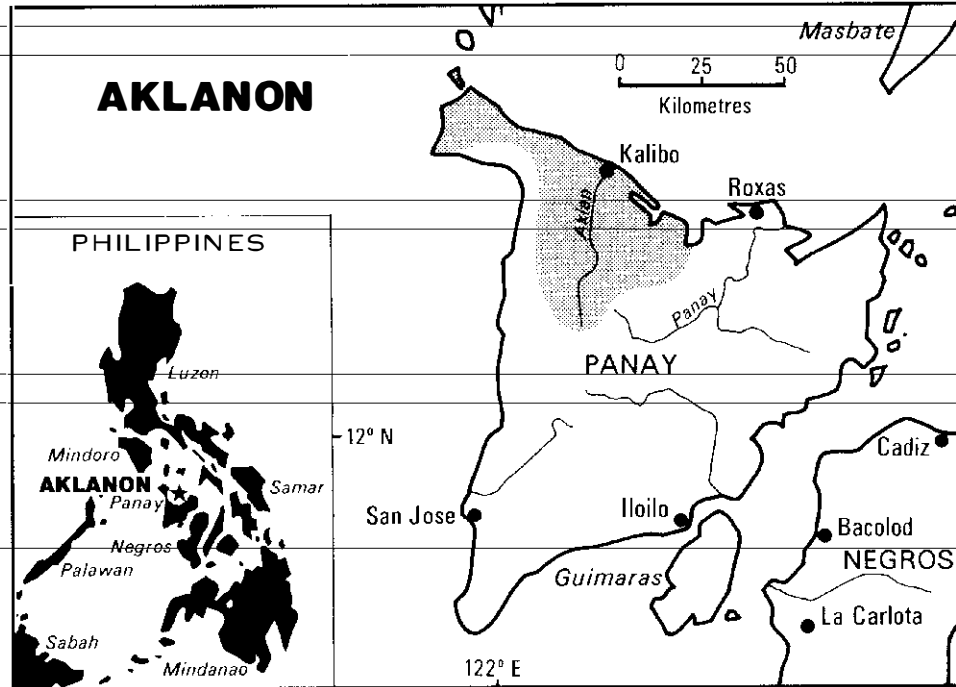 AKLANON
Masbate
0 25 50
Kilometres
Kalibo
Roxas
Aklan
Panay
PANAY
12° N
Cadiz
San Jose
Iloilo
Bacolod
NEGROS
Guimaras
La Carlota
122° E
PHILIPPINES
Luzon
Mindoro
AKLANON
Panay
Samar
Negros
Palawan
Sabah
Mindanao